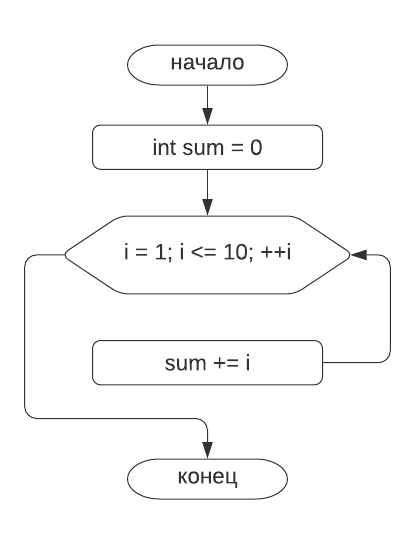 начало
int sum = 0
i = 1; i <= 10; ++i
sum += i
конец